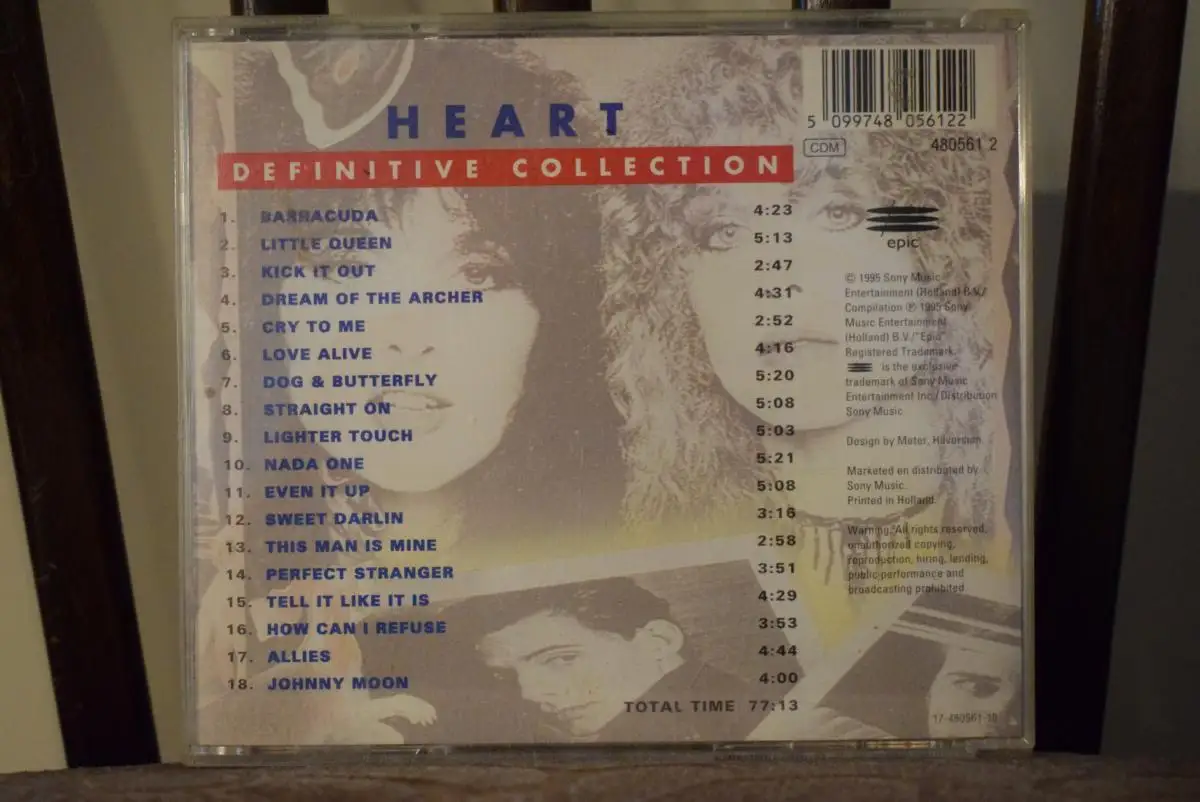 HEART
DEFINITIVE COLLECTION
1. BARRACUDA 4:23
2. LITTLE QUEEN 5:13
3. KICK IT OUT 2:47
4. DREAM OF THE ARCHER 4:31
5. CRY TO ME 2:52
6. LOVE ALIVE 4:16
7. DOG & BUTTERFLY 5:20
8. STRAIGHT ON 5:08
9. LIGHTER TOUCH 5:03
10. NADA ONE 5:21
11. EVEN IT UP 5:08
12. SWEET DARLIN 3:16
13. THIS MAN IS MINE 2:58
14. PERFECT STRANGER 3:51
15. TELL IT LIKE IT IS 4:29
16. HOW CAN I REFUSE 3:53
17. ALLIES 4:44
18. JOHNNY MOON 4:00
TOTAL TIME 77:13
5 099748 056122
CDM 480561 2
epic
© 1995 Sony Music
Entertainment (Holland) B.V./
Compilation ℗ 1995 Sony
Music Entertainment
(Holland) B.V./"Epic"
Registered Trademark.
is the exclusive
trademark of Sony Music
Entertainment Inc./Distribution
Sony Music
Design by Meter, Hilversum.
Marketed en distributed by
Sony Music.
Printed in Holland.
Warning: All rights reserved,
unauthorized copying,
reproduction, hiring, lending,
public performance and
broadcasting prohibited
17-480561-10